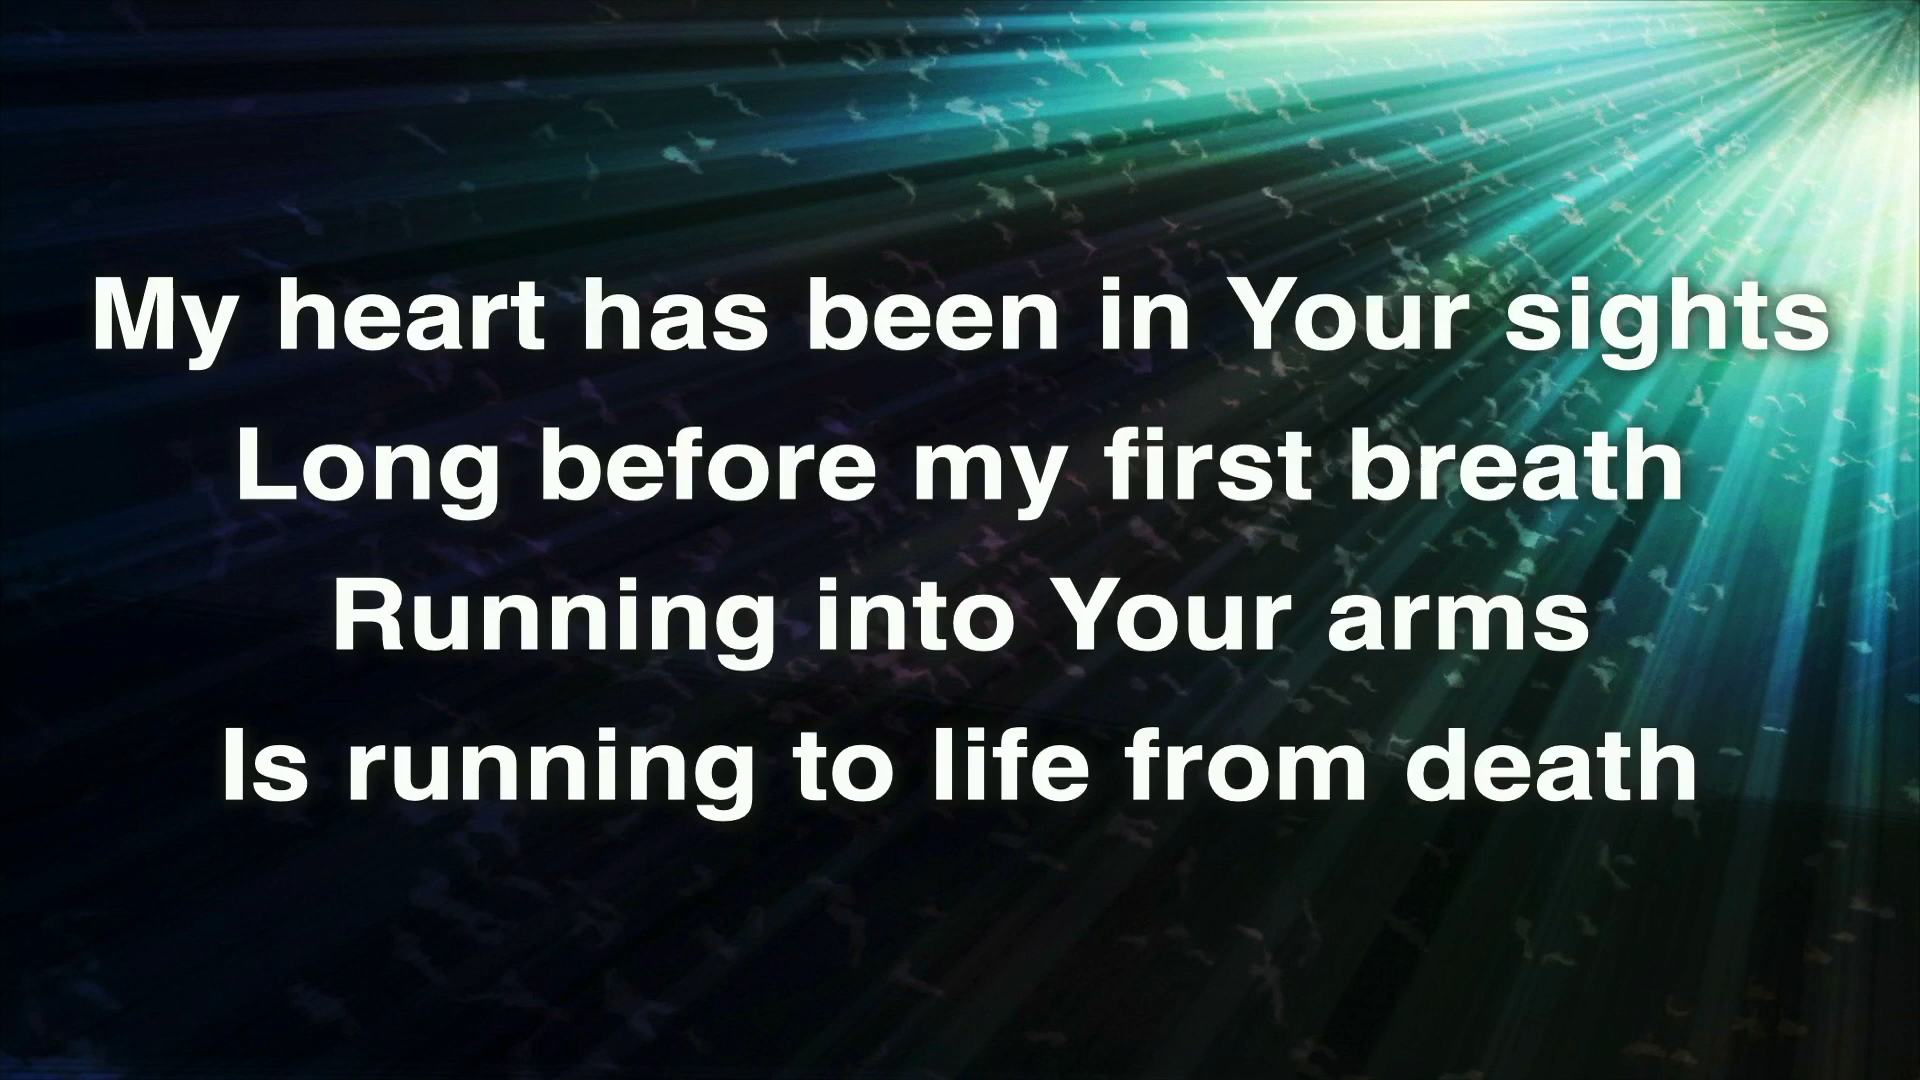 My heart has been in Your sights
Long before my first breath
Running into Your arms
Is running to life from death